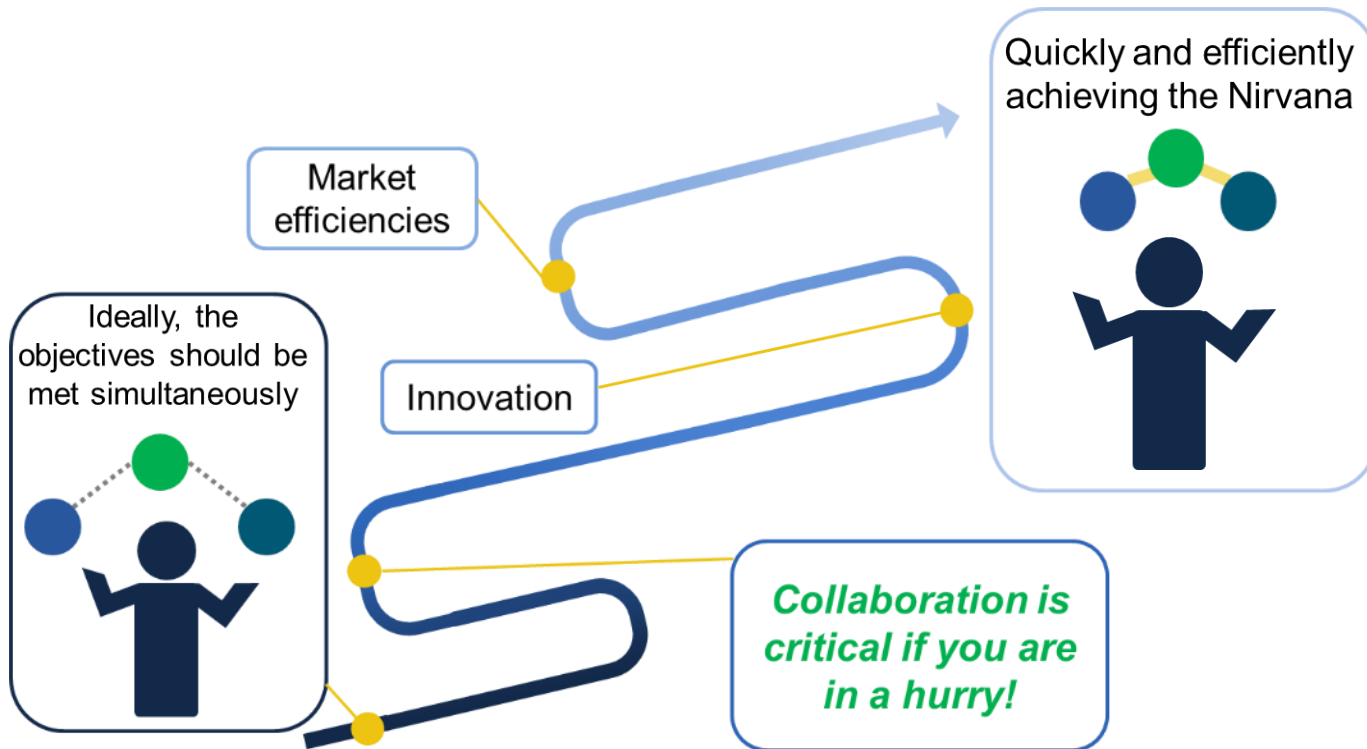 Quickly and efficiently
achieving the Nirvana
Market
efficiencies
Ideally, the
objectives should be
met simultaneously
Innovation
Collaboration is
critical if you are
in a hurry!